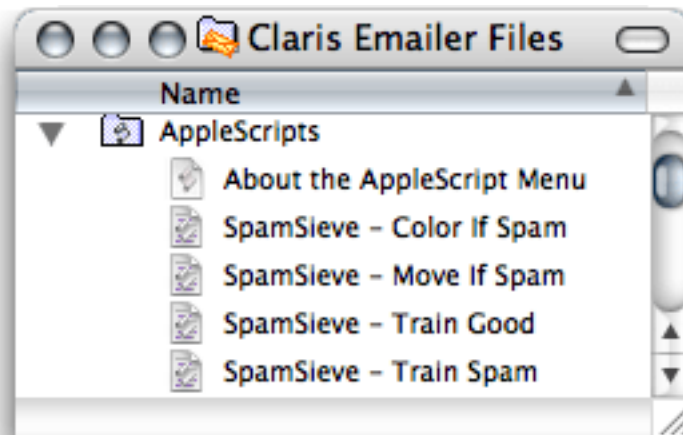 Claris Emailer Files
Name
AppleScripts
About the AppleScript Menu
SpamSieve – Color If Spam
SpamSieve – Move If Spam
SpamSieve – Train Good
SpamSieve – Train Spam